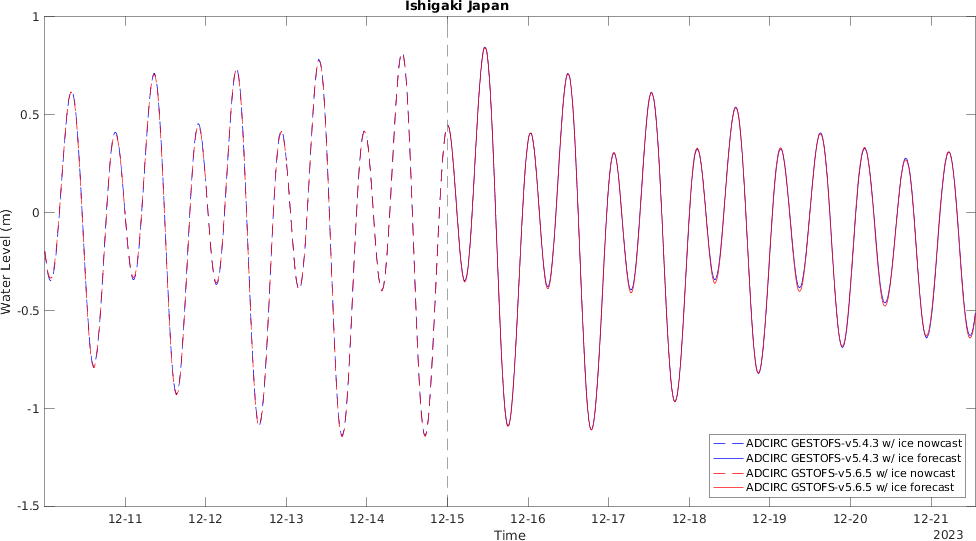 Ishigaki Japan
1
0.5
0
-0.5
-1
-1.5
Water Level (m)
ADCIRC GESTOFS-v5.4.3 w/ ice nowcast
ADCIRC GESTOFS-v5.4.3 w/ ice forecast
ADCIRC GSTOFS-v5.6.5 w/ ice nowcast
ADCIRC GSTOFS-v5.6.5 w/ ice forecast
12-11 12-12 12-13 12-14 12-15 12-16 12-17 12-18 12-19 12-20 12-21
Time
2023